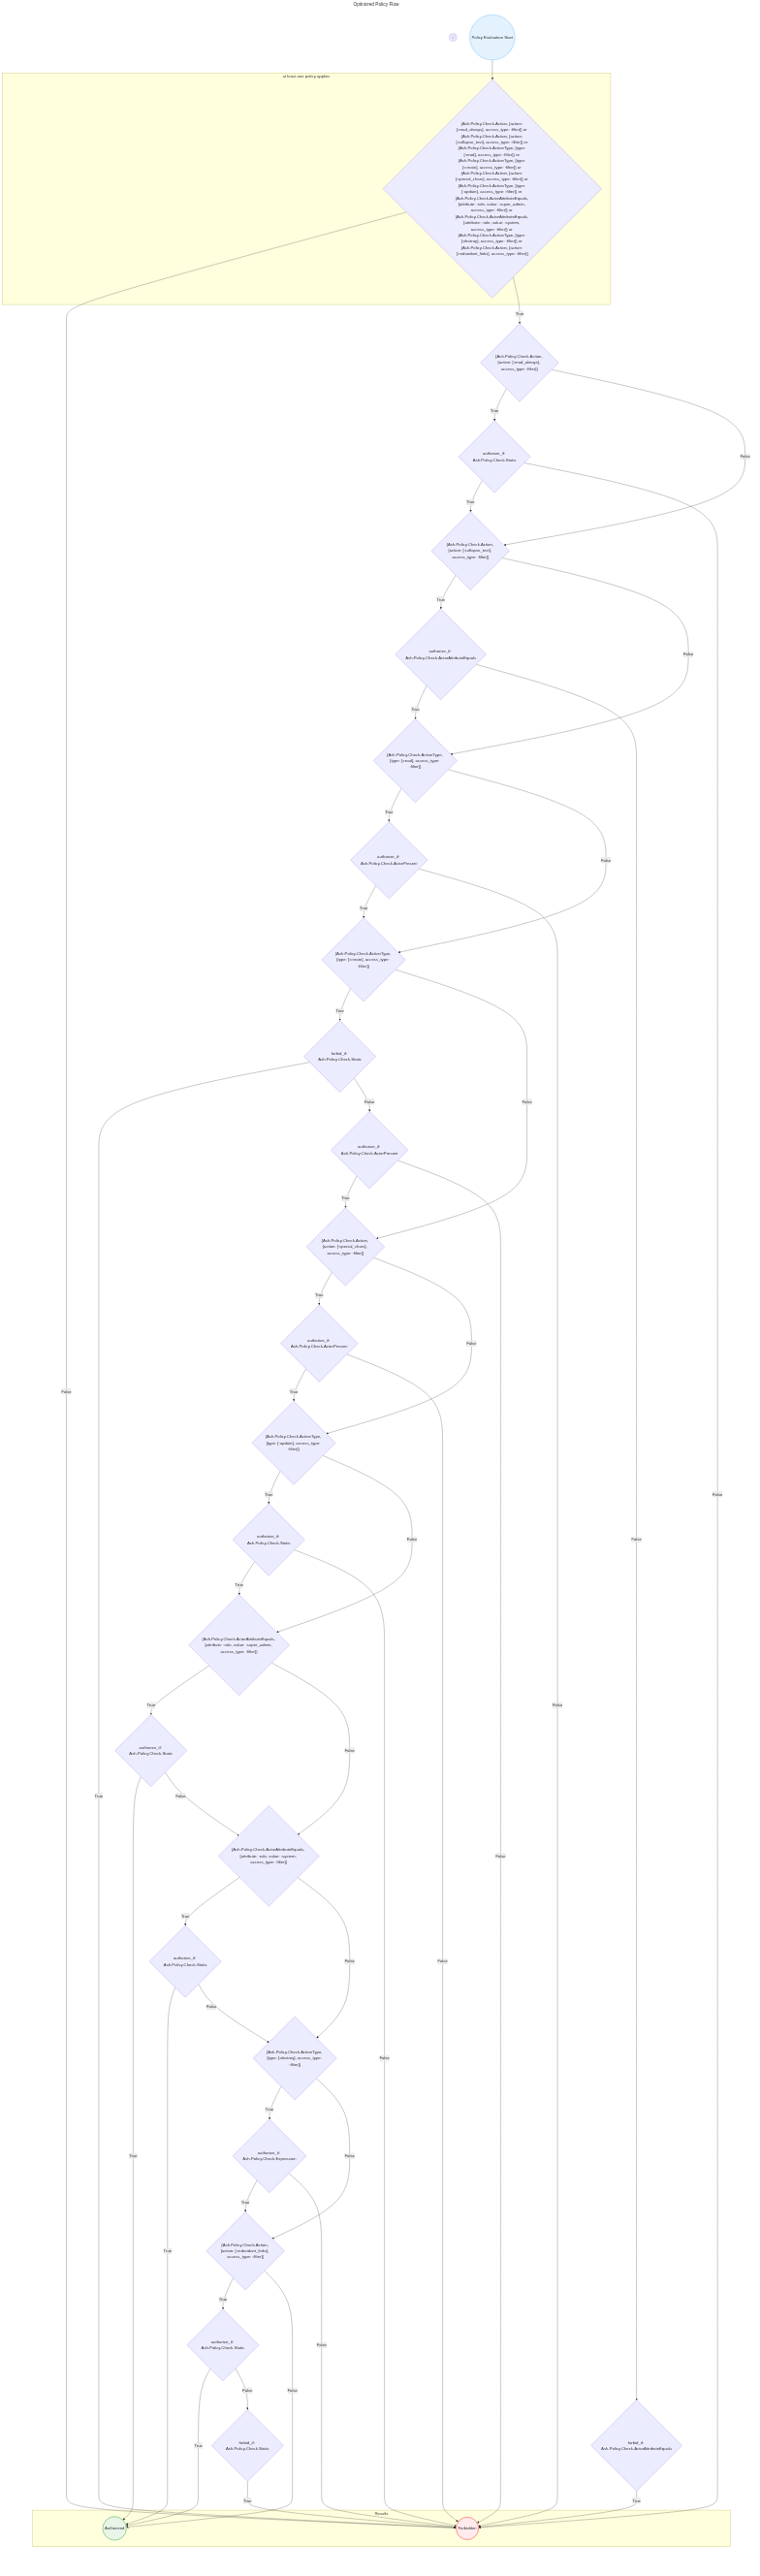 Optimized Policy Flow
Policy Evaluation Start
at least one policy applies
{Ash.Policy.Check.Action, [action:
[:read_always], access_type: :filter]} or
{Ash.Policy.Check.Action, [action:
[:collapse_text], access_type: :filter]} or
{Ash.Policy.Check.ActionType, [type:
[:read], access_type: :filter]} or
{Ash.Policy.Check.ActionType, [type:
[:create], access_type: :filter]} or
{Ash.Policy.Check.Action, [action:
[:special_chars], access_type: :filter]} or
{Ash.Policy.Check.ActionType, [type:
[:update], access_type: :filter]} or
{Ash.Policy.Check.ActorAttributeEquals,
[attribute: :role, value: :super_admin,
access_type: :filter]} or
{Ash.Policy.Check.ActorAttributeEquals,
[attribute: :role, value: :system,
access_type: :filter]} or
{Ash.Policy.Check.ActionType, [type:
[:destroy], access_type: :filter]} or
{Ash.Policy.Check.Action, [action:
[:redundant_links], access_type: :filter]}
True
{Ash.Policy.Check.Action,
[action: [:read_always],
access_type: :filter]}
True
authorize_if:
Ash.Policy.Check.Static
False
True
{Ash.Policy.Check.Action,
[action: [:collapse_text],
access_type: :filter]}
True
authorize_if:
Ash.Policy.Check.ActorAttributeEquals
False
True
{Ash.Policy.Check.ActionType,
[type: [:read], access_type:
:filter]}
True
authorize_if:
Ash.Policy.Check.ActorPresent
False
True
{Ash.Policy.Check.ActionType,
[type: [:create], access_type:
:filter]}
True
forbid_if:
Ash.Policy.Check.Static
False
False
authorize_if:
Ash.Policy.Check.ActorPresent
True
{Ash.Policy.Check.Action,
[action: [:special_chars],
access_type: :filter]}
True
authorize_if:
Ash.Policy.Check.ActorPresent
False
True
False
{Ash.Policy.Check.ActionType,
[type: [:update], access_type:
:filter]}
True
False
authorize_if:
Ash.Policy.Check.Static
False
False
True
{Ash.Policy.Check.ActorAttributeEquals,
[attribute: :role, value: :super_admin,
access_type: :filter]}
True
False
authorize_if:
Ash.Policy.Check.Static
False
True
False
{Ash.Policy.Check.ActorAttributeEquals,
[attribute: :role, value: :system,
access_type: :filter]}
False
True
authorize_if:
Ash.Policy.Check.Static
False
False
False
{Ash.Policy.Check.ActionType,
[type: [:destroy], access_type:
:filter]}
False
True
authorize_if:
Ash.Policy.Check.Expression
True
False
True
{Ash.Policy.Check.Action,
[action: [:redundant_links],
access_type: :filter]}
True
True
authorize_if:
Ash.Policy.Check.Static
False
False
False
True
forbid_if:
Ash.Policy.Check.Static
forbid_if:
Ash.Policy.Check.ActorAttributeEquals
True
True
Results
Authorized
Forbidden